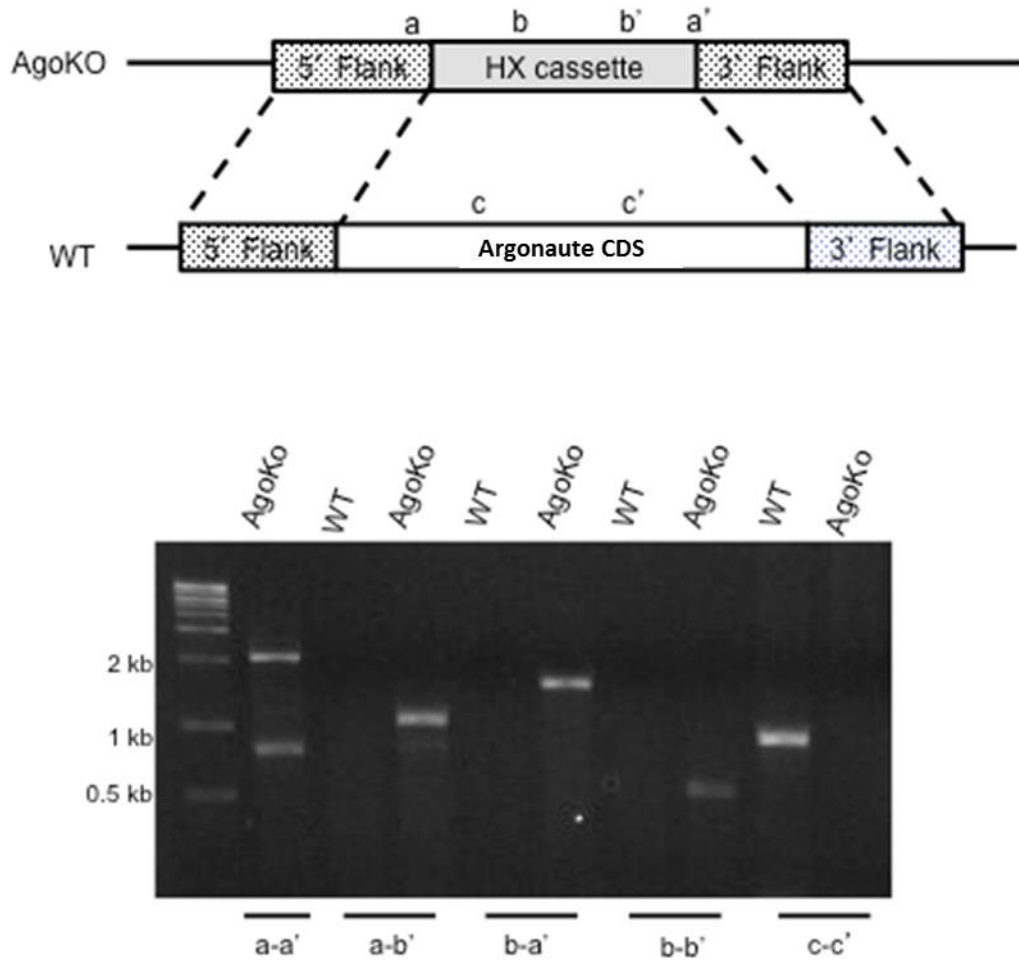 a b b' a'
AgoKO 5' Flank HX cassette 3' Flank
c c'
WT 5' Flank Argonaute CDS 3' Flank
AgoKo WT AgoKo WT AgoKo WT AgoKo WT AgoKo
2 kb
1 kb
0.5 kb
a-a' a-b' b-a' b-b' c-c'